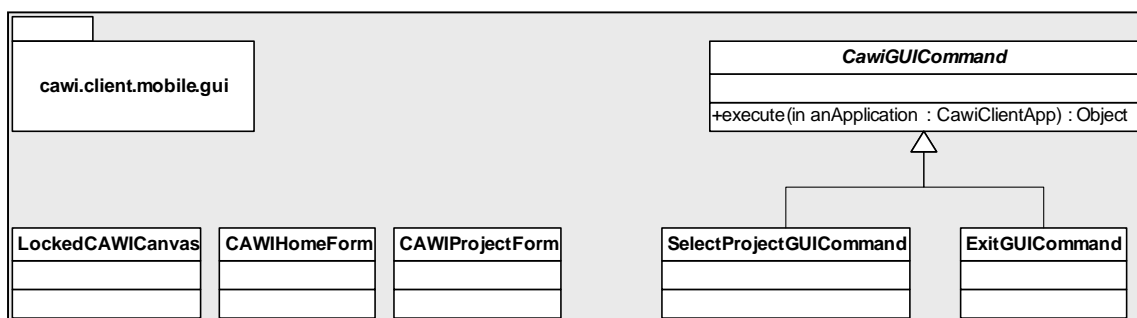 cawi.client.mobile.gui
CawiGUICommand
+execute(in anApplication : CawiClientApp) : Object
LockedCAWICanvas
CAWIHomeForm
CAWIProjectForm
SelectProjectGUICommand
ExitGUICommand